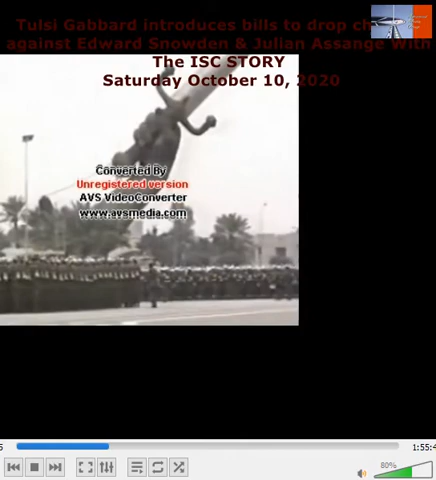 Tulsi Gabbard introduces bills to drop ch
against Edward Snowden & Julian Assange With
The ISC STORY
Saturday October 10, 2020
Converted By
Unregistered version
AVS VideoConverter
www.avsmedia.com
1:55:4
80%